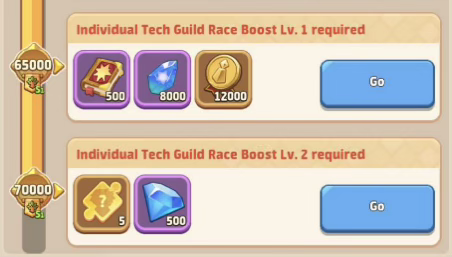 Individual Tech Guild Race Boost Lv. 1 required
65000
S1
500
8000
12000
Go
Individual Tech Guild Race Boost Lv. 2 required
70000
S1
?
5
500
Go